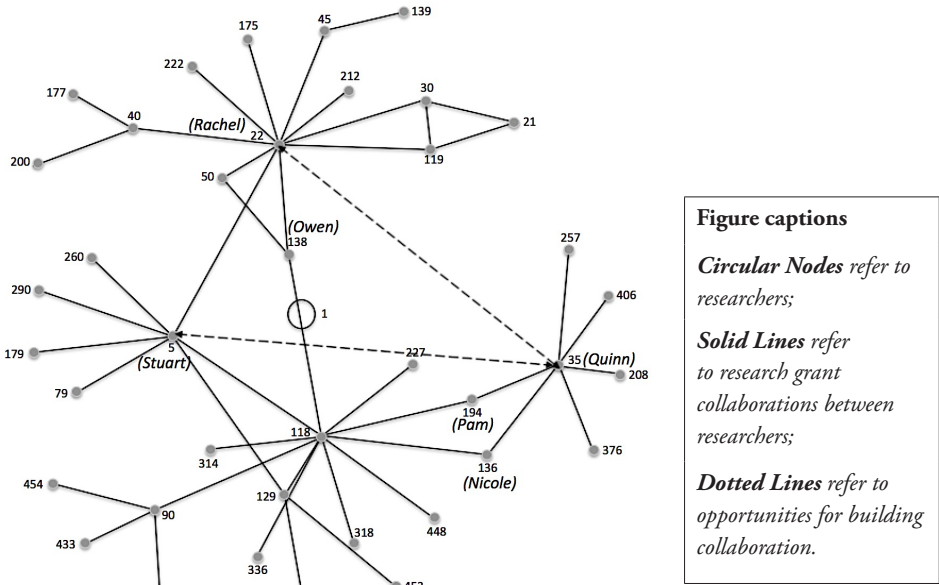 139
45
175
222
212
177
30
40
(Rachel)
22
21
119
200
50
(Owen)
138
260
257
290
406
1
179
5
(Stuart)
227
35 (Quinn)
208
79
194
(Pam)
118
314
136
(Nicole)
376
454
129
90
448
433
318
336
Figure captions
Circular Nodes refer to
researchers;
Solid Lines refer
to research grant
collaborations between
researchers;
Dotted Lines refer to
opportunities for building
collaboration.